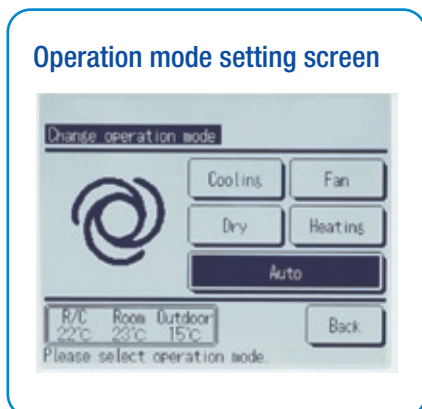 Operation mode setting screen
Change operation mode
Cooling Fan
Dry Heating
Auto
R/C Room Outdoor
22°C 23°C 15°C
Back
Please select operation mode.